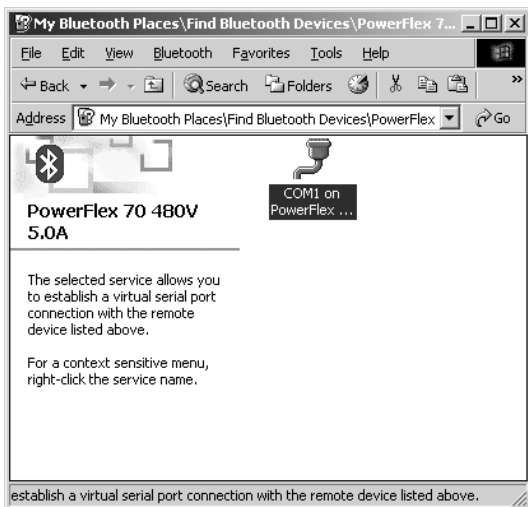 My Bluetooth Places\Find Bluetooth Devices\PowerFlex 7...
File Edit View Bluetooth Favorites Tools Help
Back Search Folders »
Address My Bluetooth Places\Find Bluetooth Devices\PowerFlex Go
PowerFlex 70 480V
5.0A
The selected service allows you
to establish a virtual serial port
connection with the remote
device listed above.
For a context sensitive menu,
right-click the service name.
COM1 on
PowerFlex ...
establish a virtual serial port connection with the remote device listed above.